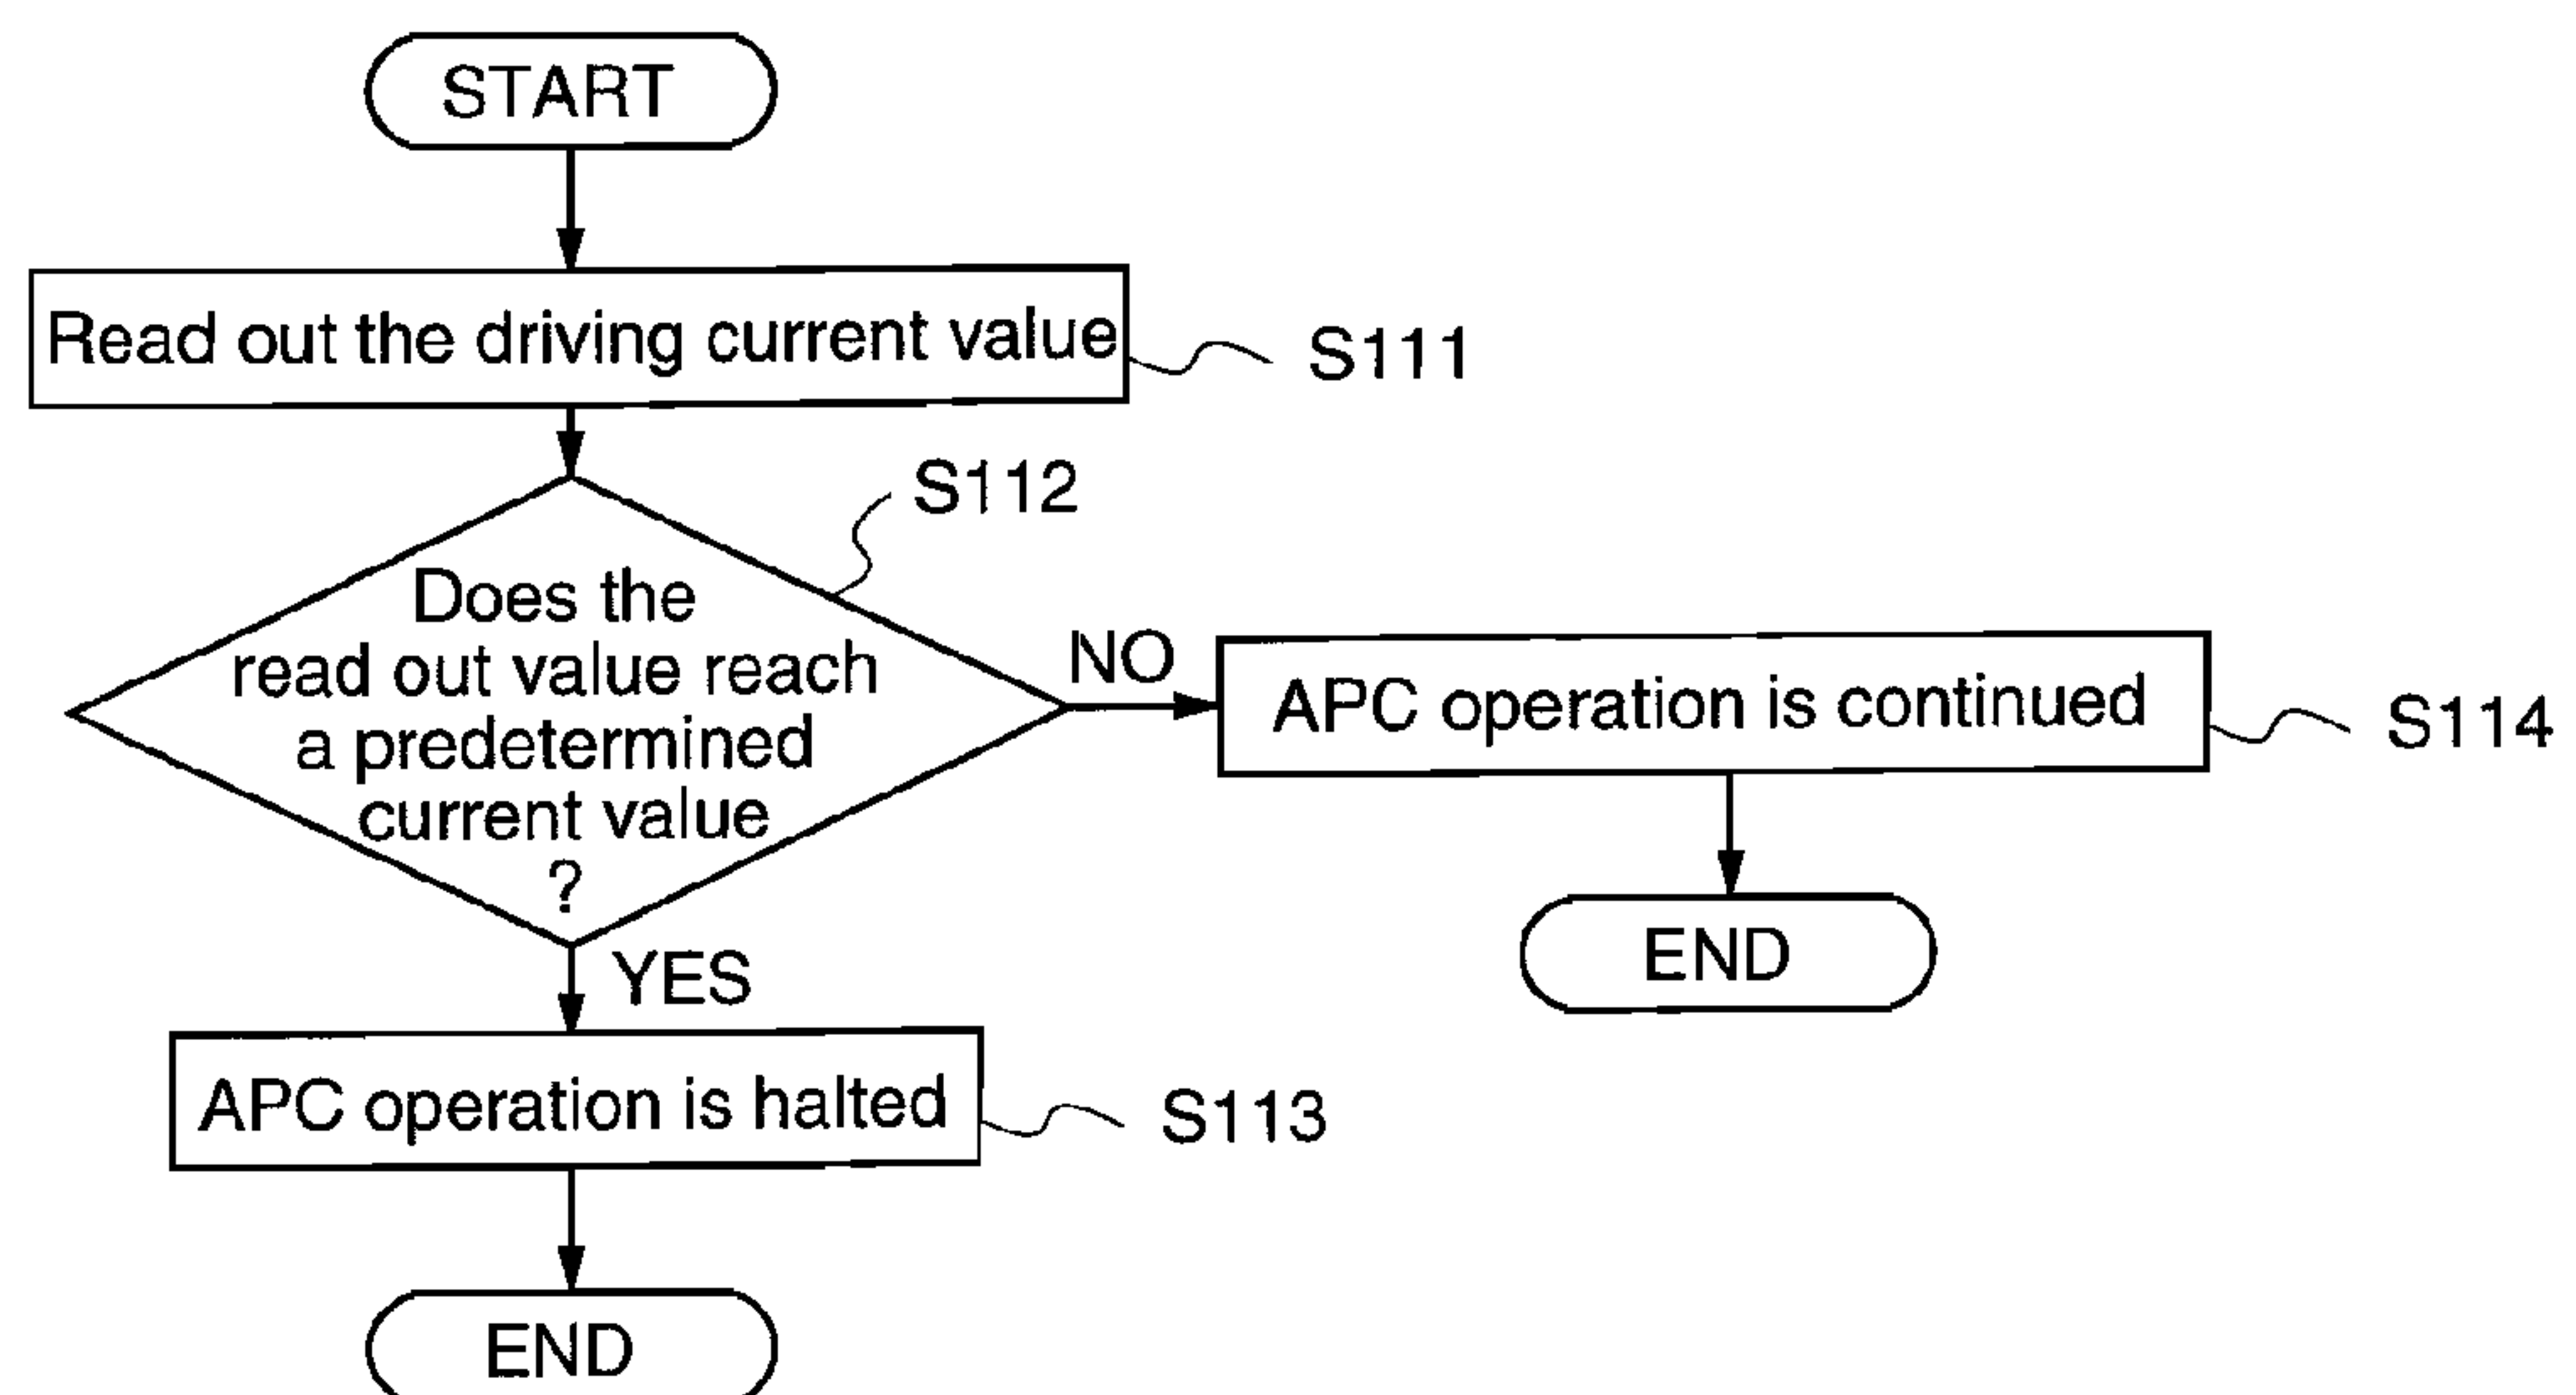 START
Read out the driving current value
S111
S112
Does the
read out value reach
a predetermined
current value
?
NO
APC operation is continued
S114
END
YES
APC operation is halted
S113
END